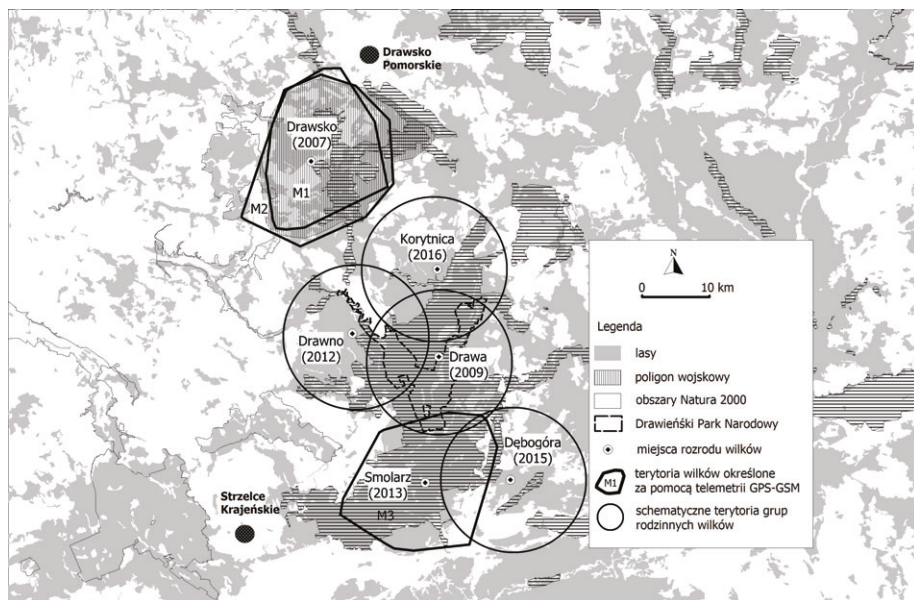 Drawsko
Pomorskie
Drawsko
(2007)
M1
M2
Korytnica
(2016)
Drawno
(2012)
Drawa
(2009)
Dębogóra
(2015)
Smolarz
(2013)
M3
Strzelce
Krajeńskie
N
0 10 km
Legenda
lasy
poligon wojskowy
obszary Natura 2000
Drawieński Park Narodowy
miejsca rozrodu wilków
M1 terytoria wilków określone
za pomocą telemetrii GPS-GSM
schematyczne terytoria grup
rodzinnych wilków